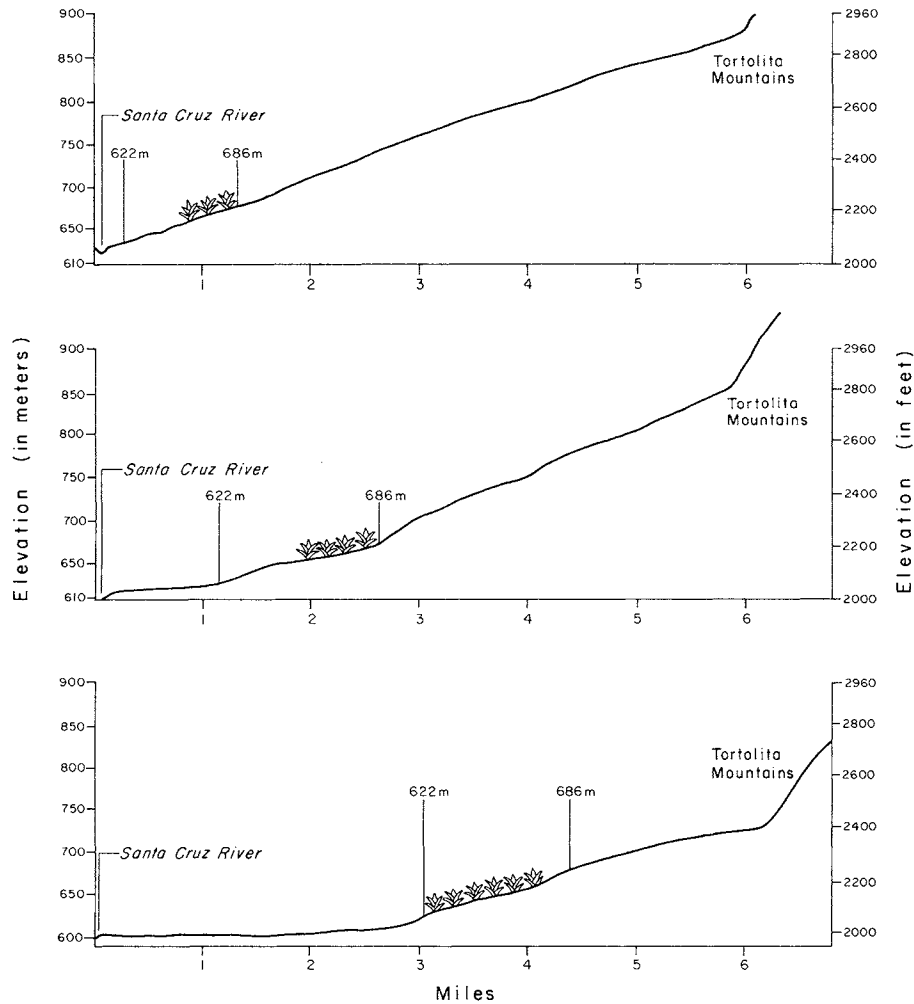 900
850
800
750
700
650
610
2960
2800
2600
2400
2200
2000
Tortolita
Mountains
Santa Cruz River
622m
686m
1 2 3 4 5 6
Elevation (in meters)
900
850
800
750
700
650
610
2960
2800
2600
2400
2200
2000
Elevation (in feet)
Tortolita
Mountains
Santa Cruz River
622m
686m
1 2 3 4 5 6
900
850
800
750
700
650
600
2960
2800
2600
2400
2200
2000
Tortolita
Mountains
622m
686m
Santa Cruz River
1 2 3 4 5 6
Miles